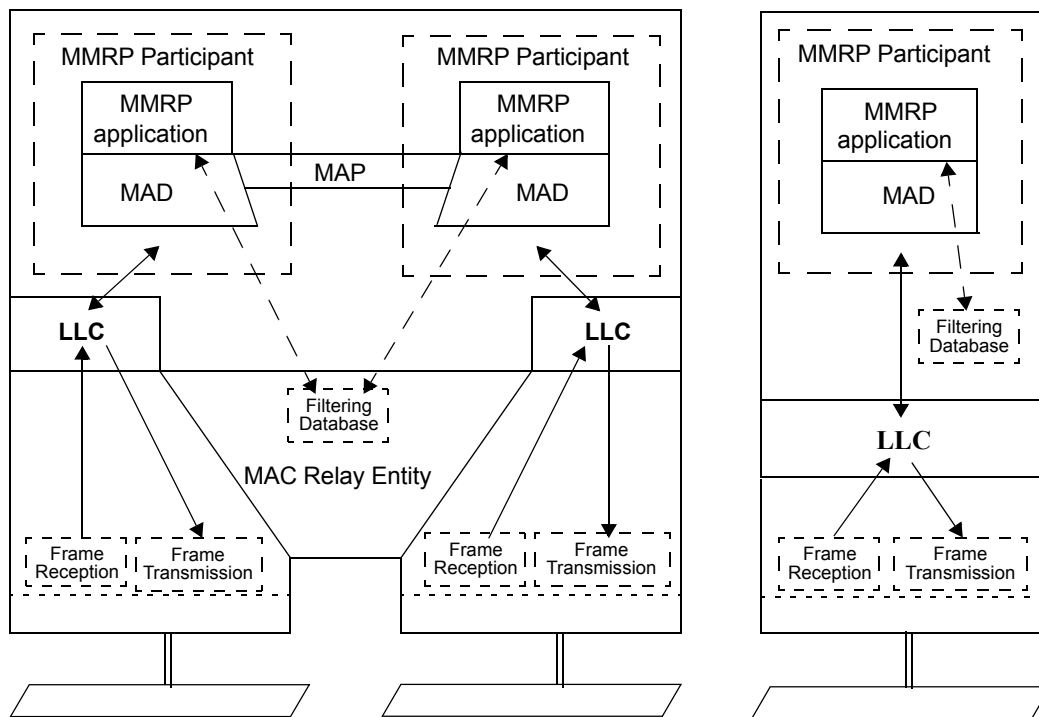 MMRP Participant
MMRP
application
MAD
MMRP Participant
MMRP
application
MAD
MAP
LLC
LLC
Filtering
Database
MAC Relay Entity
Frame
Reception
Frame
Transmission
Frame
Reception
Frame
Transmission
MMRP Participant
MMRP
application
MAD
Filtering
Database
LLC
Frame
Reception
Frame
Transmission